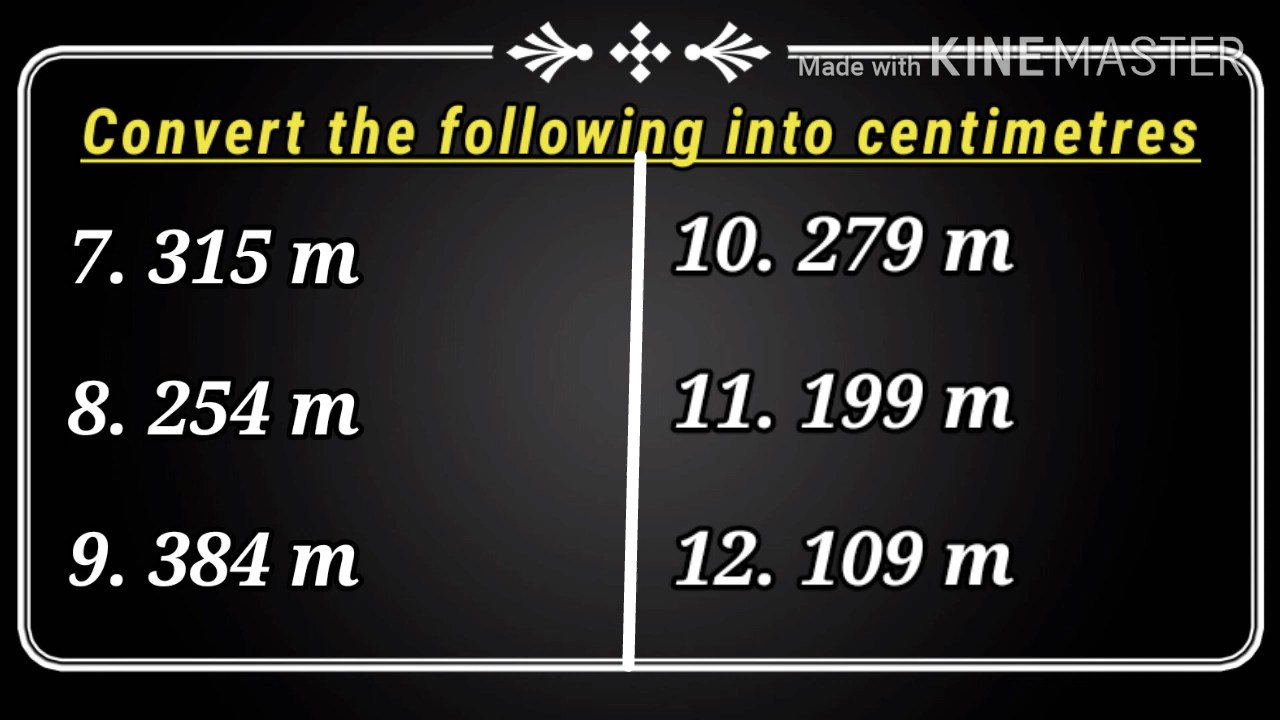 Made with KINEMASTER
Convert the following into centimetres
7. 315 m
8. 254 m
9. 384 m
10. 279 m
11. 199 m
12. 109 m